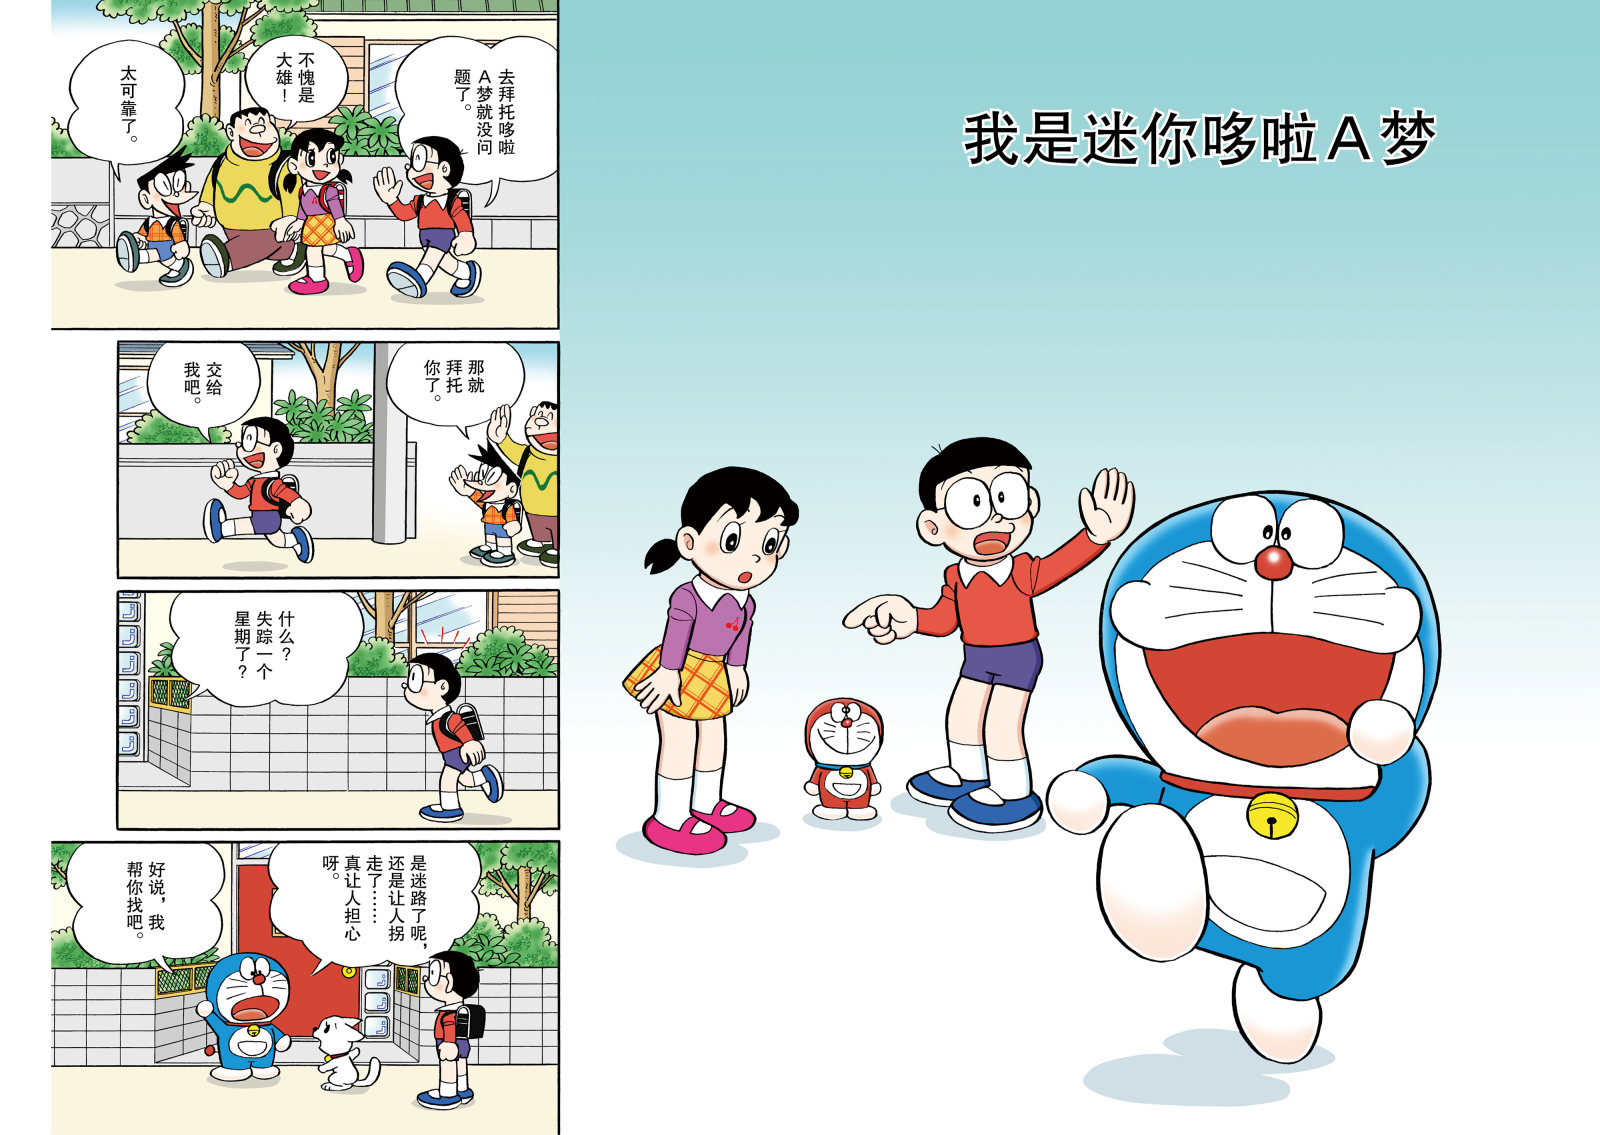 我是迷你哆啦A梦
去拜托哆啦
A梦就没问
题了。
不愧是
大雄！
太可靠了。
那就
拜托
你了。
交给
我吧。
什么？
失踪一个
星期了？
是迷路了呢，
还是让人拐
走了……
真让人担心
呀。
好说，我
帮你找吧。